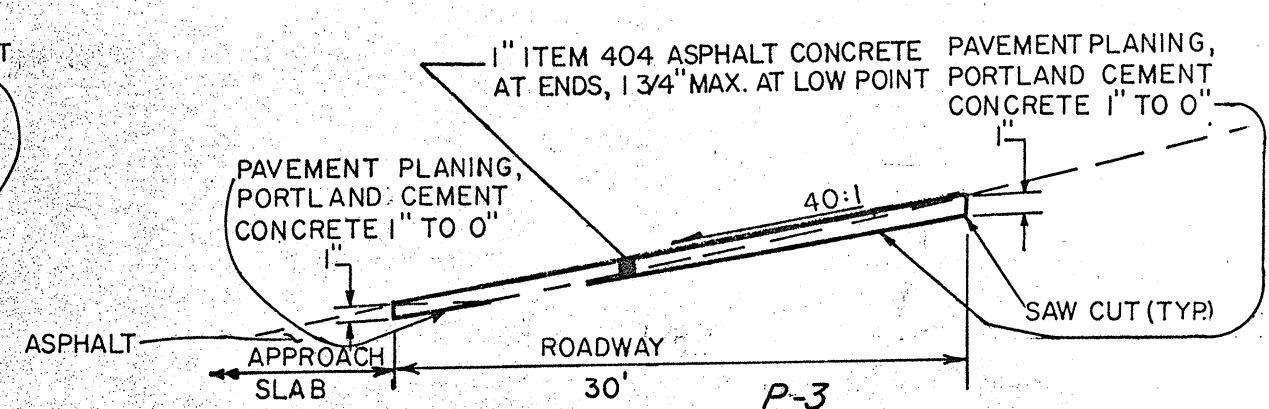 T
1" ITEM 404 ASPHALT CONCRETE
AT ENDS, 1 3/4" MAX. AT LOW POINT
PAVEMENT PLANING,
PORTLAND CEMENT
CONCRETE 1" TO 0"
1"
PAVEMENT PLANING,
PORTLAND CEMENT
CONCRETE 1" TO 0"
1"
40:1
SAW CUT (TYP.)
ASPHALT
APPROACH
SLAB
ROADWAY
30'
P-3